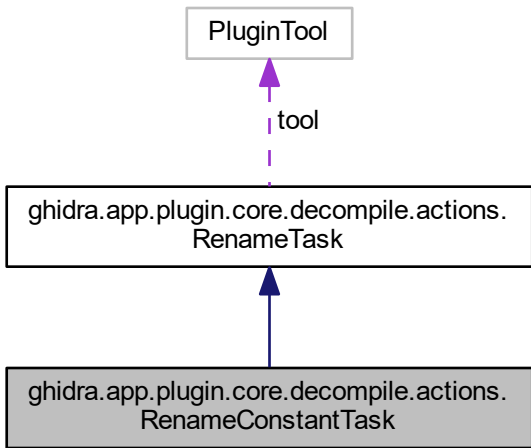 PluginTool
tool
ghidra.app.plugin.core.decompile.actions.
RenameTask
ghidra.app.plugin.core.decompile.actions.
RenameConstantTask